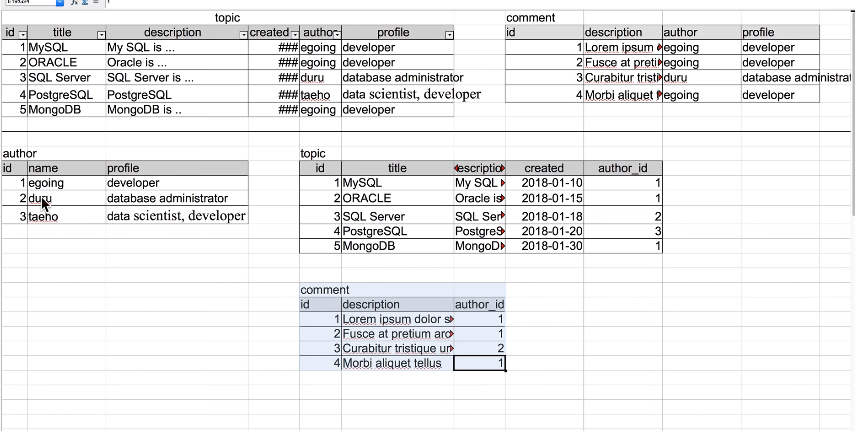 topic comment
id title description created autho profile id description author profile
1 MySQL My SQL is ... ### egoing developer 1 Lorem ipsum egoing developer
2 ORACLE Oracle is ... ### egoing developer 2 Fusce at preti egoing developer
3 SQL Server SQL Server is ... ### duru database administrator 3 Curabitur tristi duru database administrat
4 PostgreSQL PostgreSQL ### taeho data scientist, developer 4 Morbi aliquet egoing developer
5 MongoDB MongoDB is .. ### egoing developer
author topic
id name profile id title escriptio created author_id
1 egoing developer 1 MySQL My SQL 2018-01-10 1
2 duru database administrator 2 ORACLE Oracle is 2018-01-15 1
3 taeho data scientist, developer 3 SQL Server SQL Ser 2018-01-18 2
4 PostgreSQL PostgreS 2018-01-20 3
5 MongoDB MongoD 2018-01-30 1
comment
id description author_id
1 Lorem ipsum dolor s 1
2 Fusce at pretium arc 1
3 Curabitur tristique ur 2
4 Morbi aliquet tellus 1